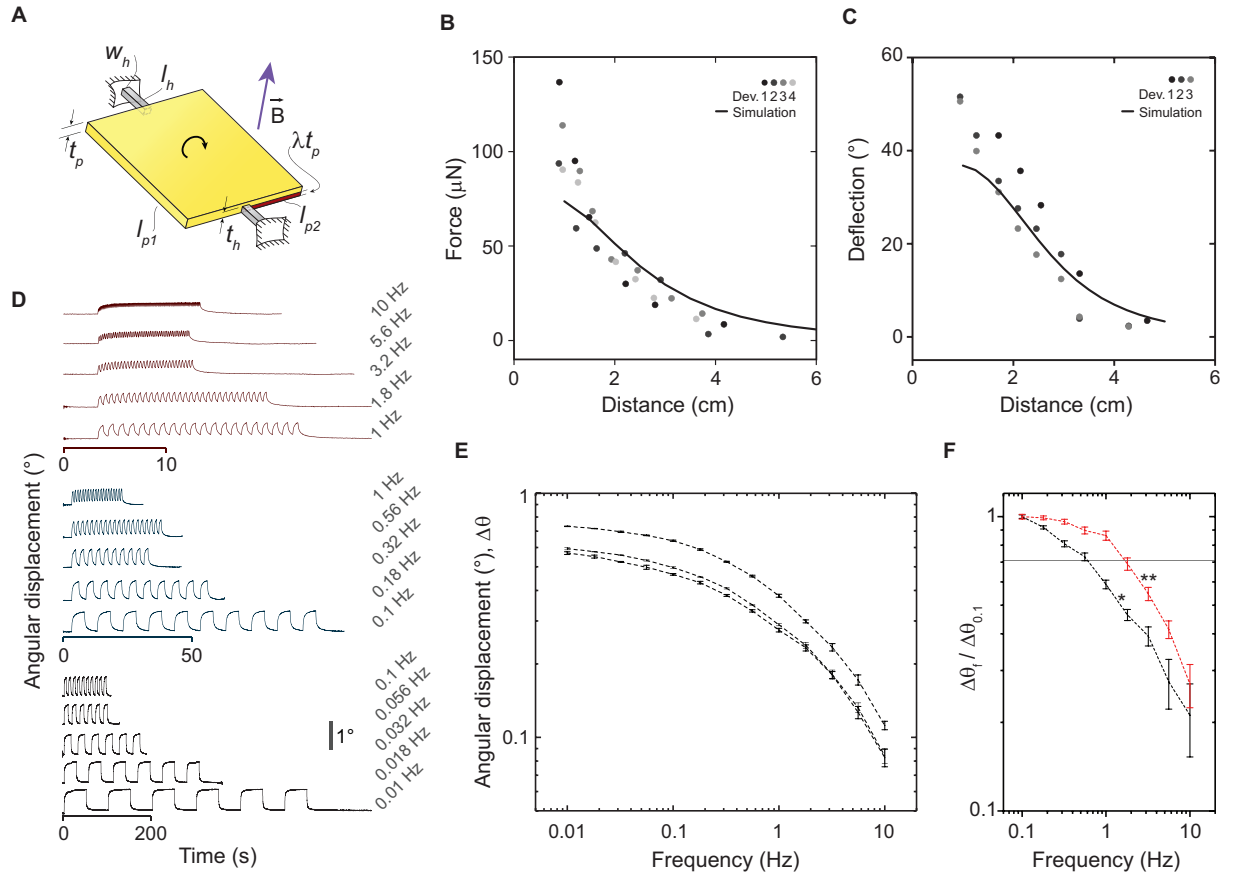 A
w_h
l_h
B
λt_p
t_p
l_p1
t_h
l_p2
B
Force (μN)
150
100
50
0
0 2 4 6
Distance (cm)
Dev. 1 2 3 4
Simulation
C
Deflection (°)
60
40
20
0
0 2 4 6
Distance (cm)
Dev. 1 2 3
Simulation
D
Angular displacement (°)
10 Hz
5.6 Hz
3.2 Hz
1.8 Hz
1 Hz
0 10
1 Hz
0.56 Hz
0.32 Hz
0.18 Hz
0.1 Hz
0 50
0.1 Hz
0.056 Hz
0.032 Hz
0.018 Hz
0.01 Hz
1°
0 200
Time (s)
E
Angular displacement (°), Δθ
1
0.1
0.01 0.1 1 10
Frequency (Hz)
F
Δθ_f / Δθ_0.1
1
0.1
* **
0.1 1 10
Frequency (Hz)